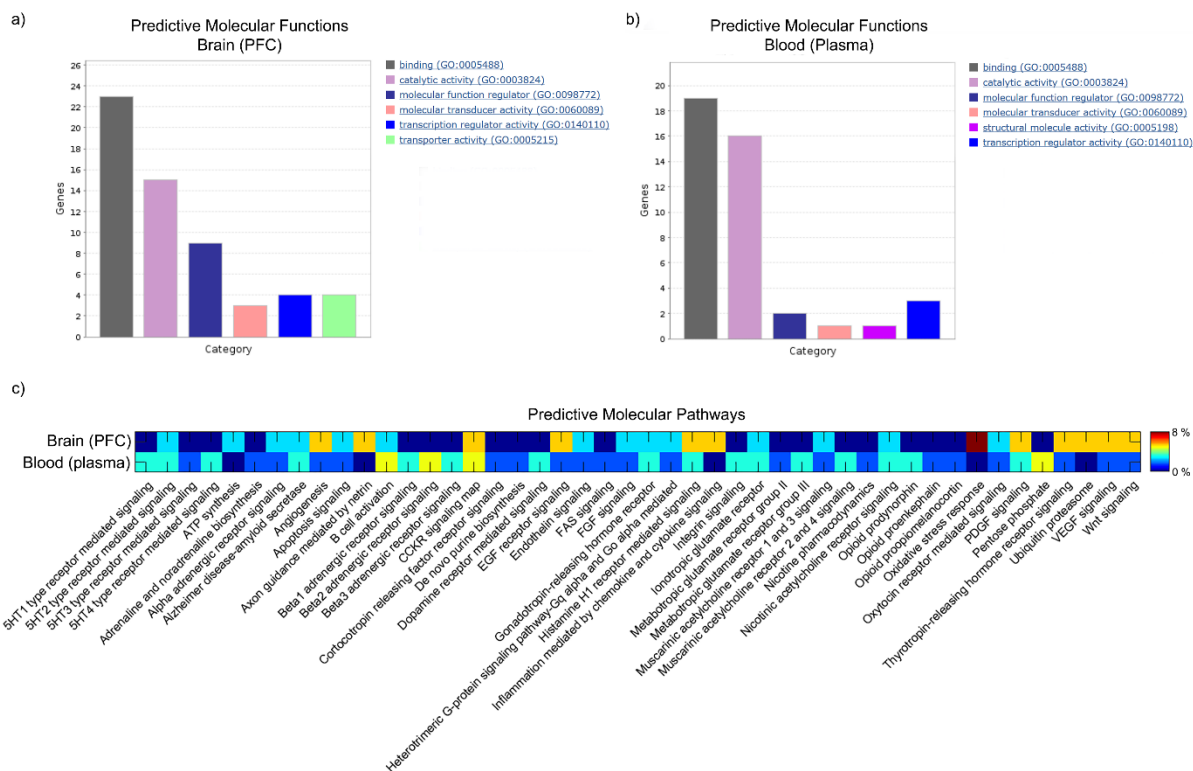 a)
Predictive Molecular Functions
Brain (PFC)
26
24
22
20
18
16
14
12
10
8
6
4
2
0
Genes
Category
binding (GO:0005488)
catalytic activity (GO:0003824)
molecular function regulator (GO:0098772)
molecular transducer activity (GO:0060089)
transcription regulator activity (GO:0140110)
transporter activity (GO:0005215)
b)
Predictive Molecular Functions
Blood (Plasma)
20
18
16
14
12
10
8
6
4
2
0
Genes
Category
binding (GO:0005488)
catalytic activity (GO:0003824)
molecular function regulator (GO:0098772)
molecular transducer activity (GO:0060089)
structural molecule activity (GO:0005198)
transcription regulator activity (GO:0140110)
c)
Predictive Molecular Pathways
Brain (PFC)
Blood (plasma)
8 %
0 %
5HT1 type receptor mediated signaling
5HT2 type receptor mediated signaling
5HT3 type receptor mediated signaling
5HT4 type receptor mediated signaling
ATP synthesis
Adrenaline and noradrenaline biosynthesis
Alpha adrenergic receptor signaling
Alzheimer disease-amyloid secretase
Angiogenesis
Apoptosis signaling
Axon guidance mediated by netrin
B cell activation
Beta1 adrenergic receptor signaling
Beta2 adrenergic receptor signaling
Beta3 adrenergic receptor signaling
CCKR signaling map
Cortocotropin releasing factor receptor signaling
De novo purine biosynthesis
Dopamine receptor mediated signaling
EGF receptor signaling
Endothelin signaling
FAS signaling
FGF signaling
Gonadotropin-releasing hormone receptor
Heterotrimeric G-protein signaling pathway-Gq alpha and Go alpha mediated
Histamine H1 receptor mediated signaling
Inflammation mediated by chemokine and cytokine signaling
Integrin signaling
Ionotropic glutamate receptor
Metabotropic glutamate receptor group II
Metabotropic glutamate receptor group III
Muscarinic acetylcholine receptor 1 and 3 signaling
Muscarinic acetylcholine receptor 2 and 4 signaling
Nicotine pharmacodynamics
Nicotinic acetylcholine receptor signaling
Opioid prodynorphin
Opioid proenkephalin
Opioid proopiomelanocortin
Oxidative stress response
Oxytocin receptor mediated signaling
PDGF signaling
Pentose phosphate
Thyrotropin-releasing hormone receptor signaling
Ubiquitin proteasome
VEGF signaling
Wnt signaling